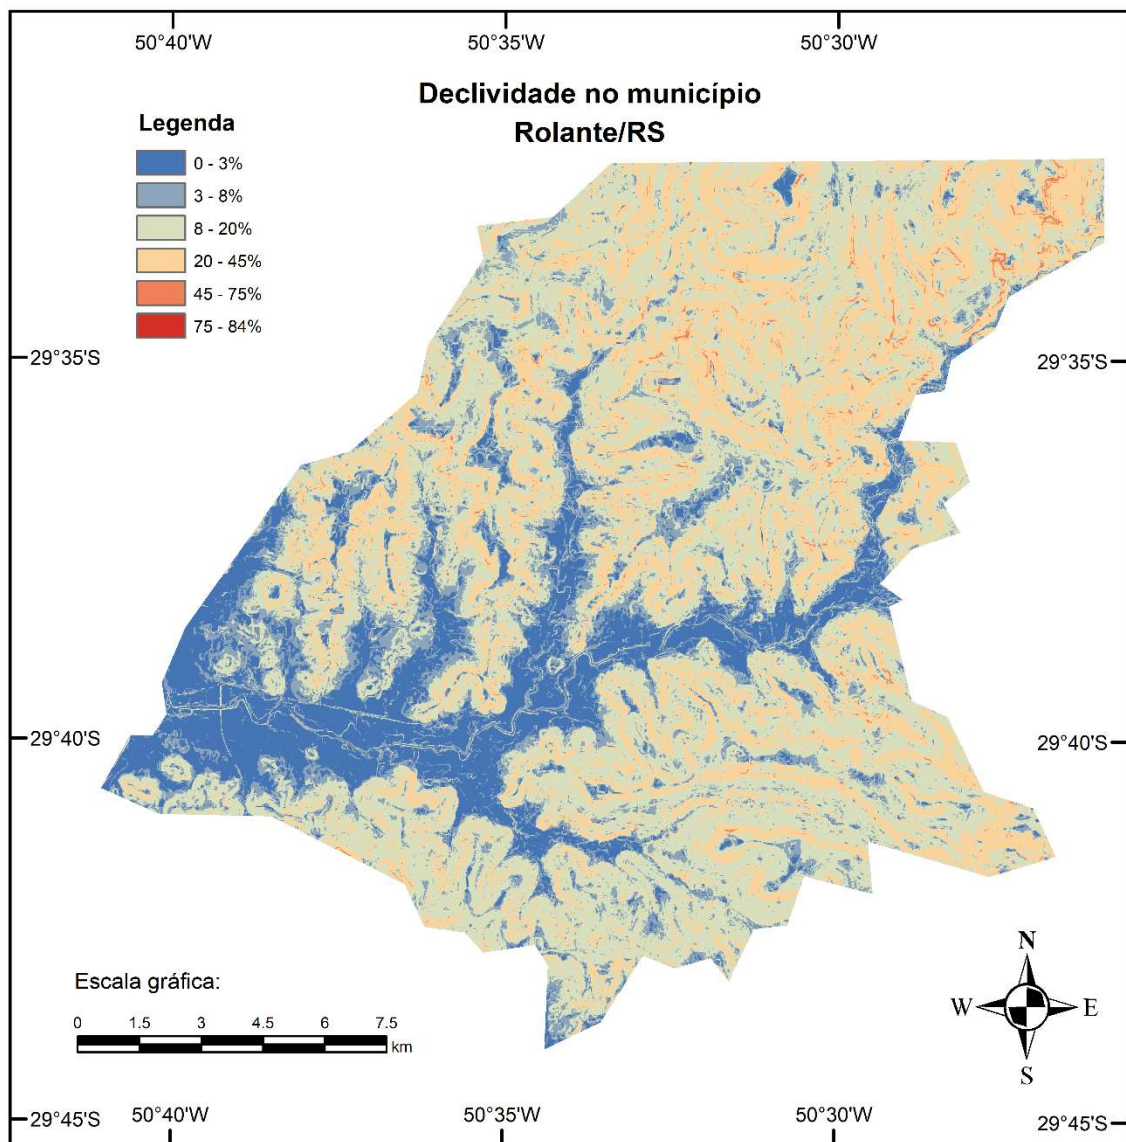 50°40'W 50°35'W 50°30'W
Declividade no município
Rolante/RS
Legenda
0 - 3%
3 - 8%
8 - 20%
20 - 45%
45 - 75%
75 - 84%
29°35'S 29°35'S
29°40'S 29°40'S
N
W E
S
Escala gráfica:
0 1.5 3 4.5 6 7.5
km
29°45'S 50°40'W 50°35'W 50°30'W 29°45'S